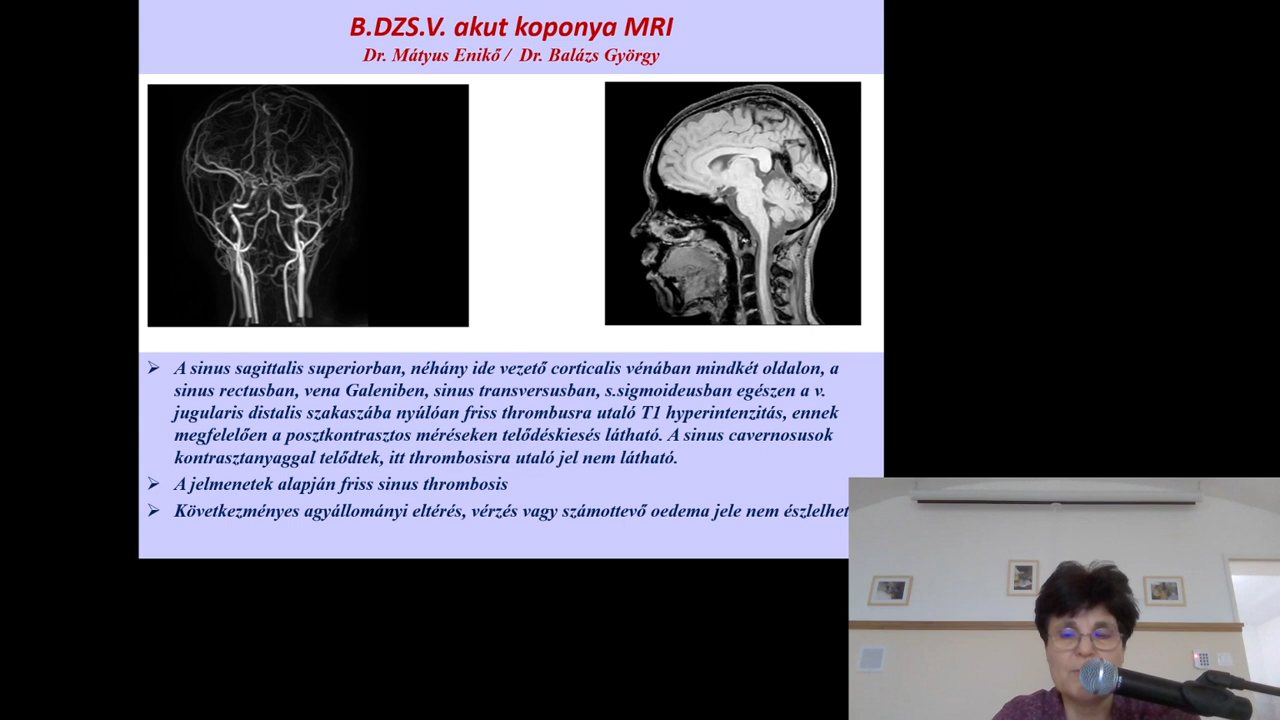 B.DZS.V. akut koponya MRI
Dr. Mátyus Enikő / Dr. Balázs György
➢ A sinus sagittalis superiorban, néhány ide vezető corticalis vénában mindkét oldalon, a
sinus rectusban, vena Galeniben, sinus transversusban, s.sigmoideusban egészen a v.
jugularis distalis szakaszába nyúlóan friss thrombusra utaló T1 hyperintenzitás, ennek
megfelelően a posztkontrasztos méréseken telődéskiesés látható. A sinus cavernosusok
kontrasztanyaggal telődtek, itt thrombosisra utaló jel nem látható.
➢ A jelmenetek alapján friss sinus thrombosis
➢ Következményes agyállományi eltérés, vérzés vagy számottevő oedema jele nem észlelhet